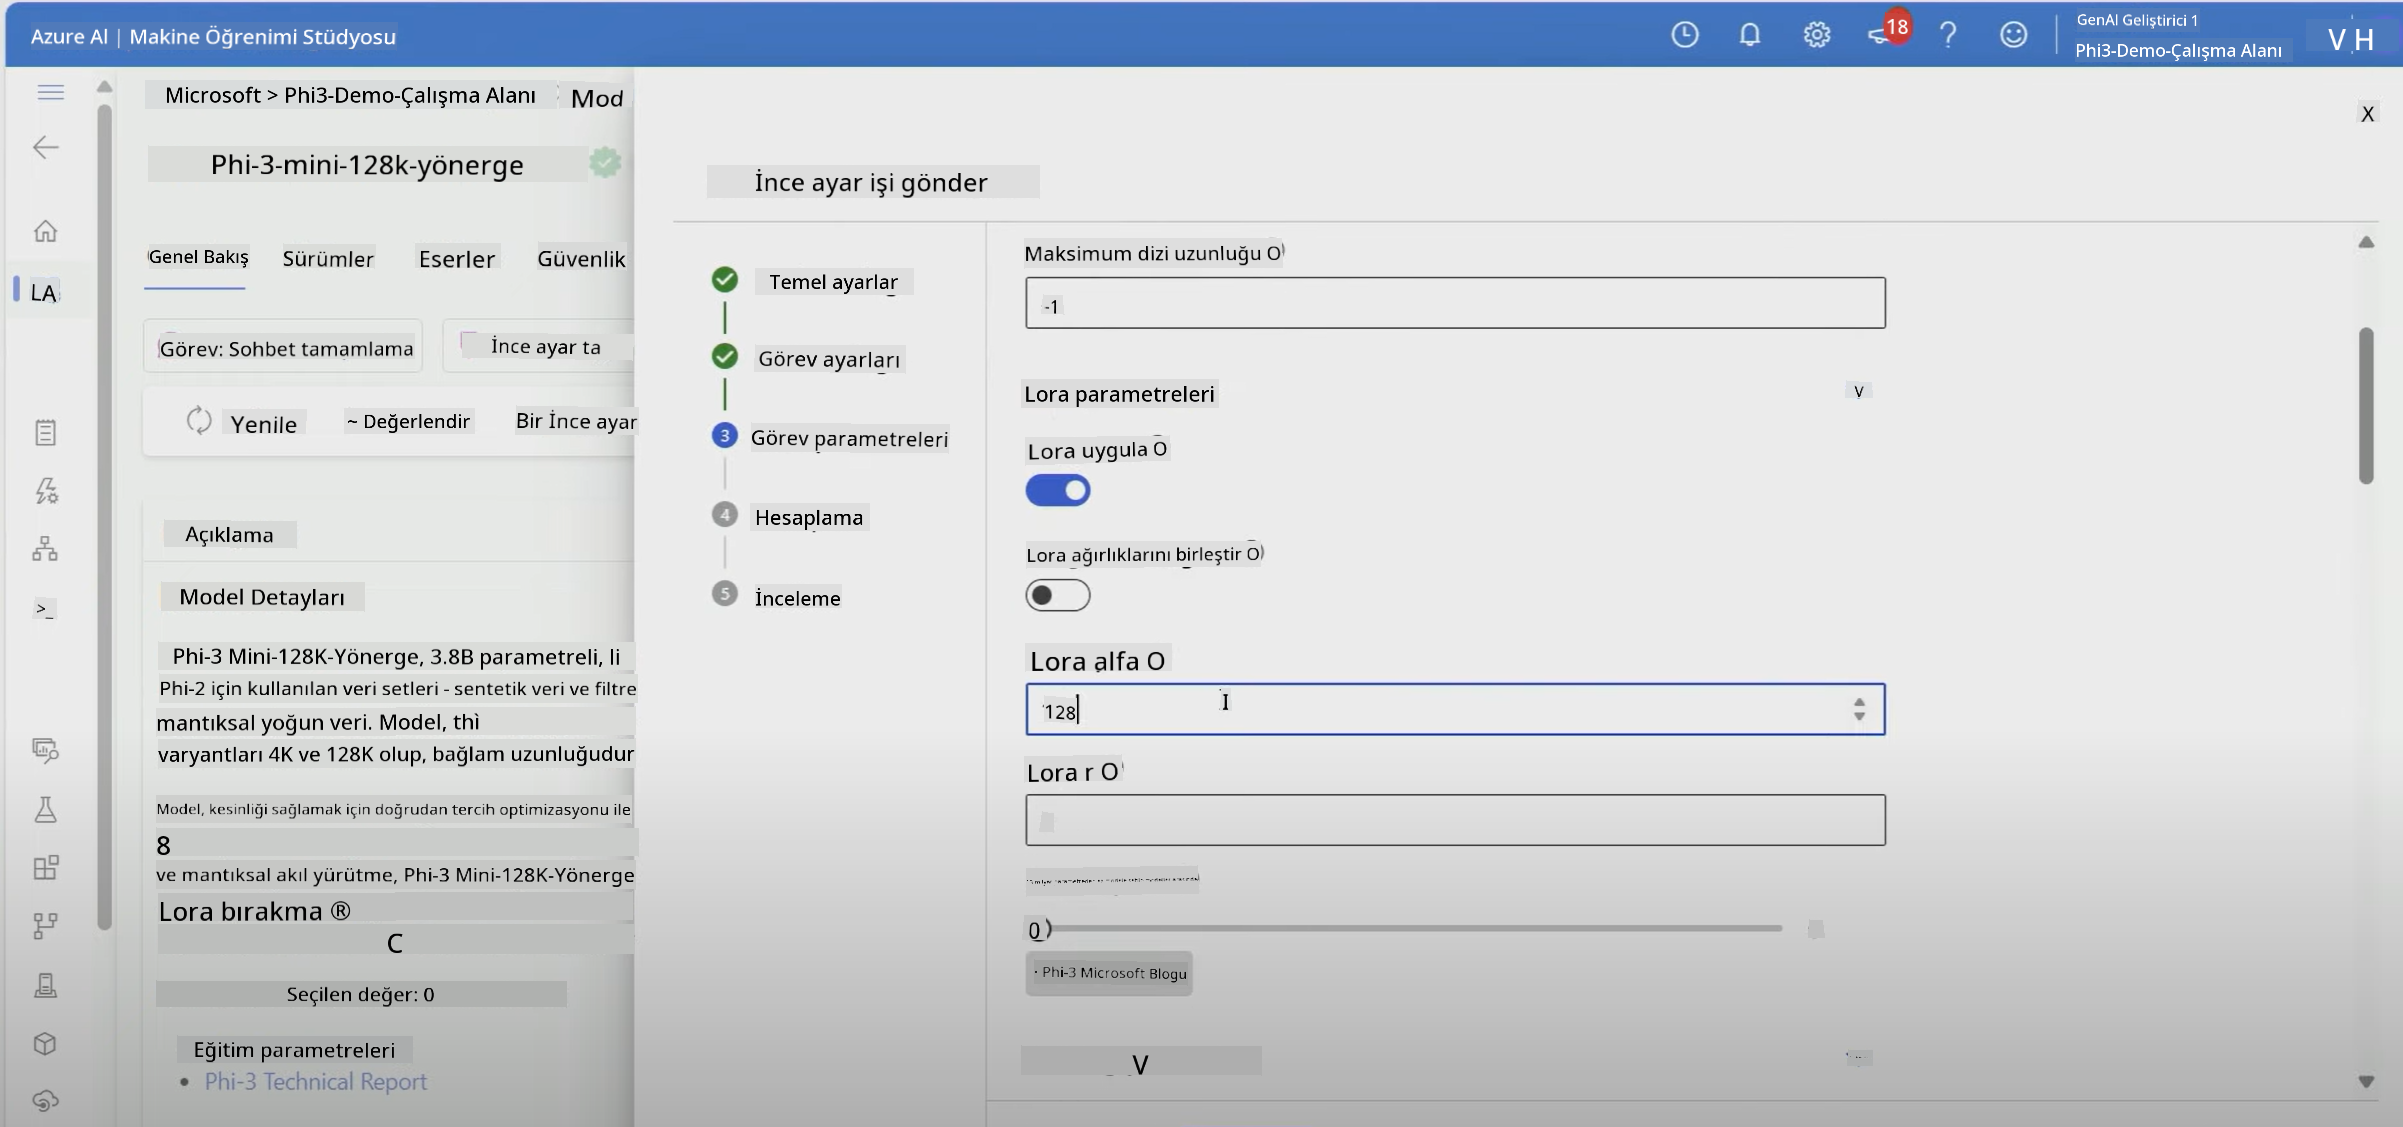 Azure AI | Makine Öğrenimi Stüdyosu
18
GenAI Geliştirici 1
Phi3-Demo-Çalışma Alanı
V H
Microsoft > Phi3-Demo-Çalışma Alanı
Mod
X
Phi-3-mini-128k-yönerge
İnce ayar işi gönder
Genel Bakış
Sürümler
Eserler
Güvenlik
LA
Görev: Sohbet tamamlama
İnce ayar ta
Yenile
~ Değerlendir
Bir İnce ayar
Açıklama
Model Detayları
Phi-3 Mini-128K-Yönerge, 3.8B parametreli, li
Phi-2 için kullanılan veri setleri - sentetik veri ve filtre
mantıksal yoğun veri. Model, thì
varyantları 4K ve 128K olup, bağlam uzunluğudur
Model, kesinliği sağlamak için doğrudan tercih optimizasyonu ile
8
ve mantıksal akıl yürütme, Phi-3 Mini-128K-Yönerge
Lora bırakma ®
C
Seçilen değer: 0
Eğitim parametreleri
• Phi-3 Technical Report
Temel ayarlar
Görev ayarları
3 Görev parametreleri
4 Hesaplama
5 İnceleme
Maksimum dizi uzunluğu O
-1
Lora parametreleri
V
Lora uygula O
Lora ağırlıklarını birleştir O
Lora alfa O
128
Lora r O
0
· Phi-3 Microsoft Blogu
V